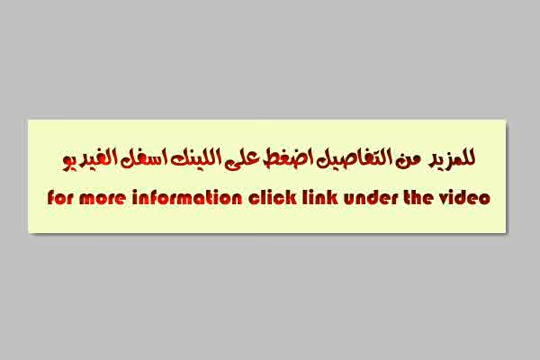 للمزيد من التفاصيل اضغط على اللينك اسفل الفيديو
for more information click link under the video